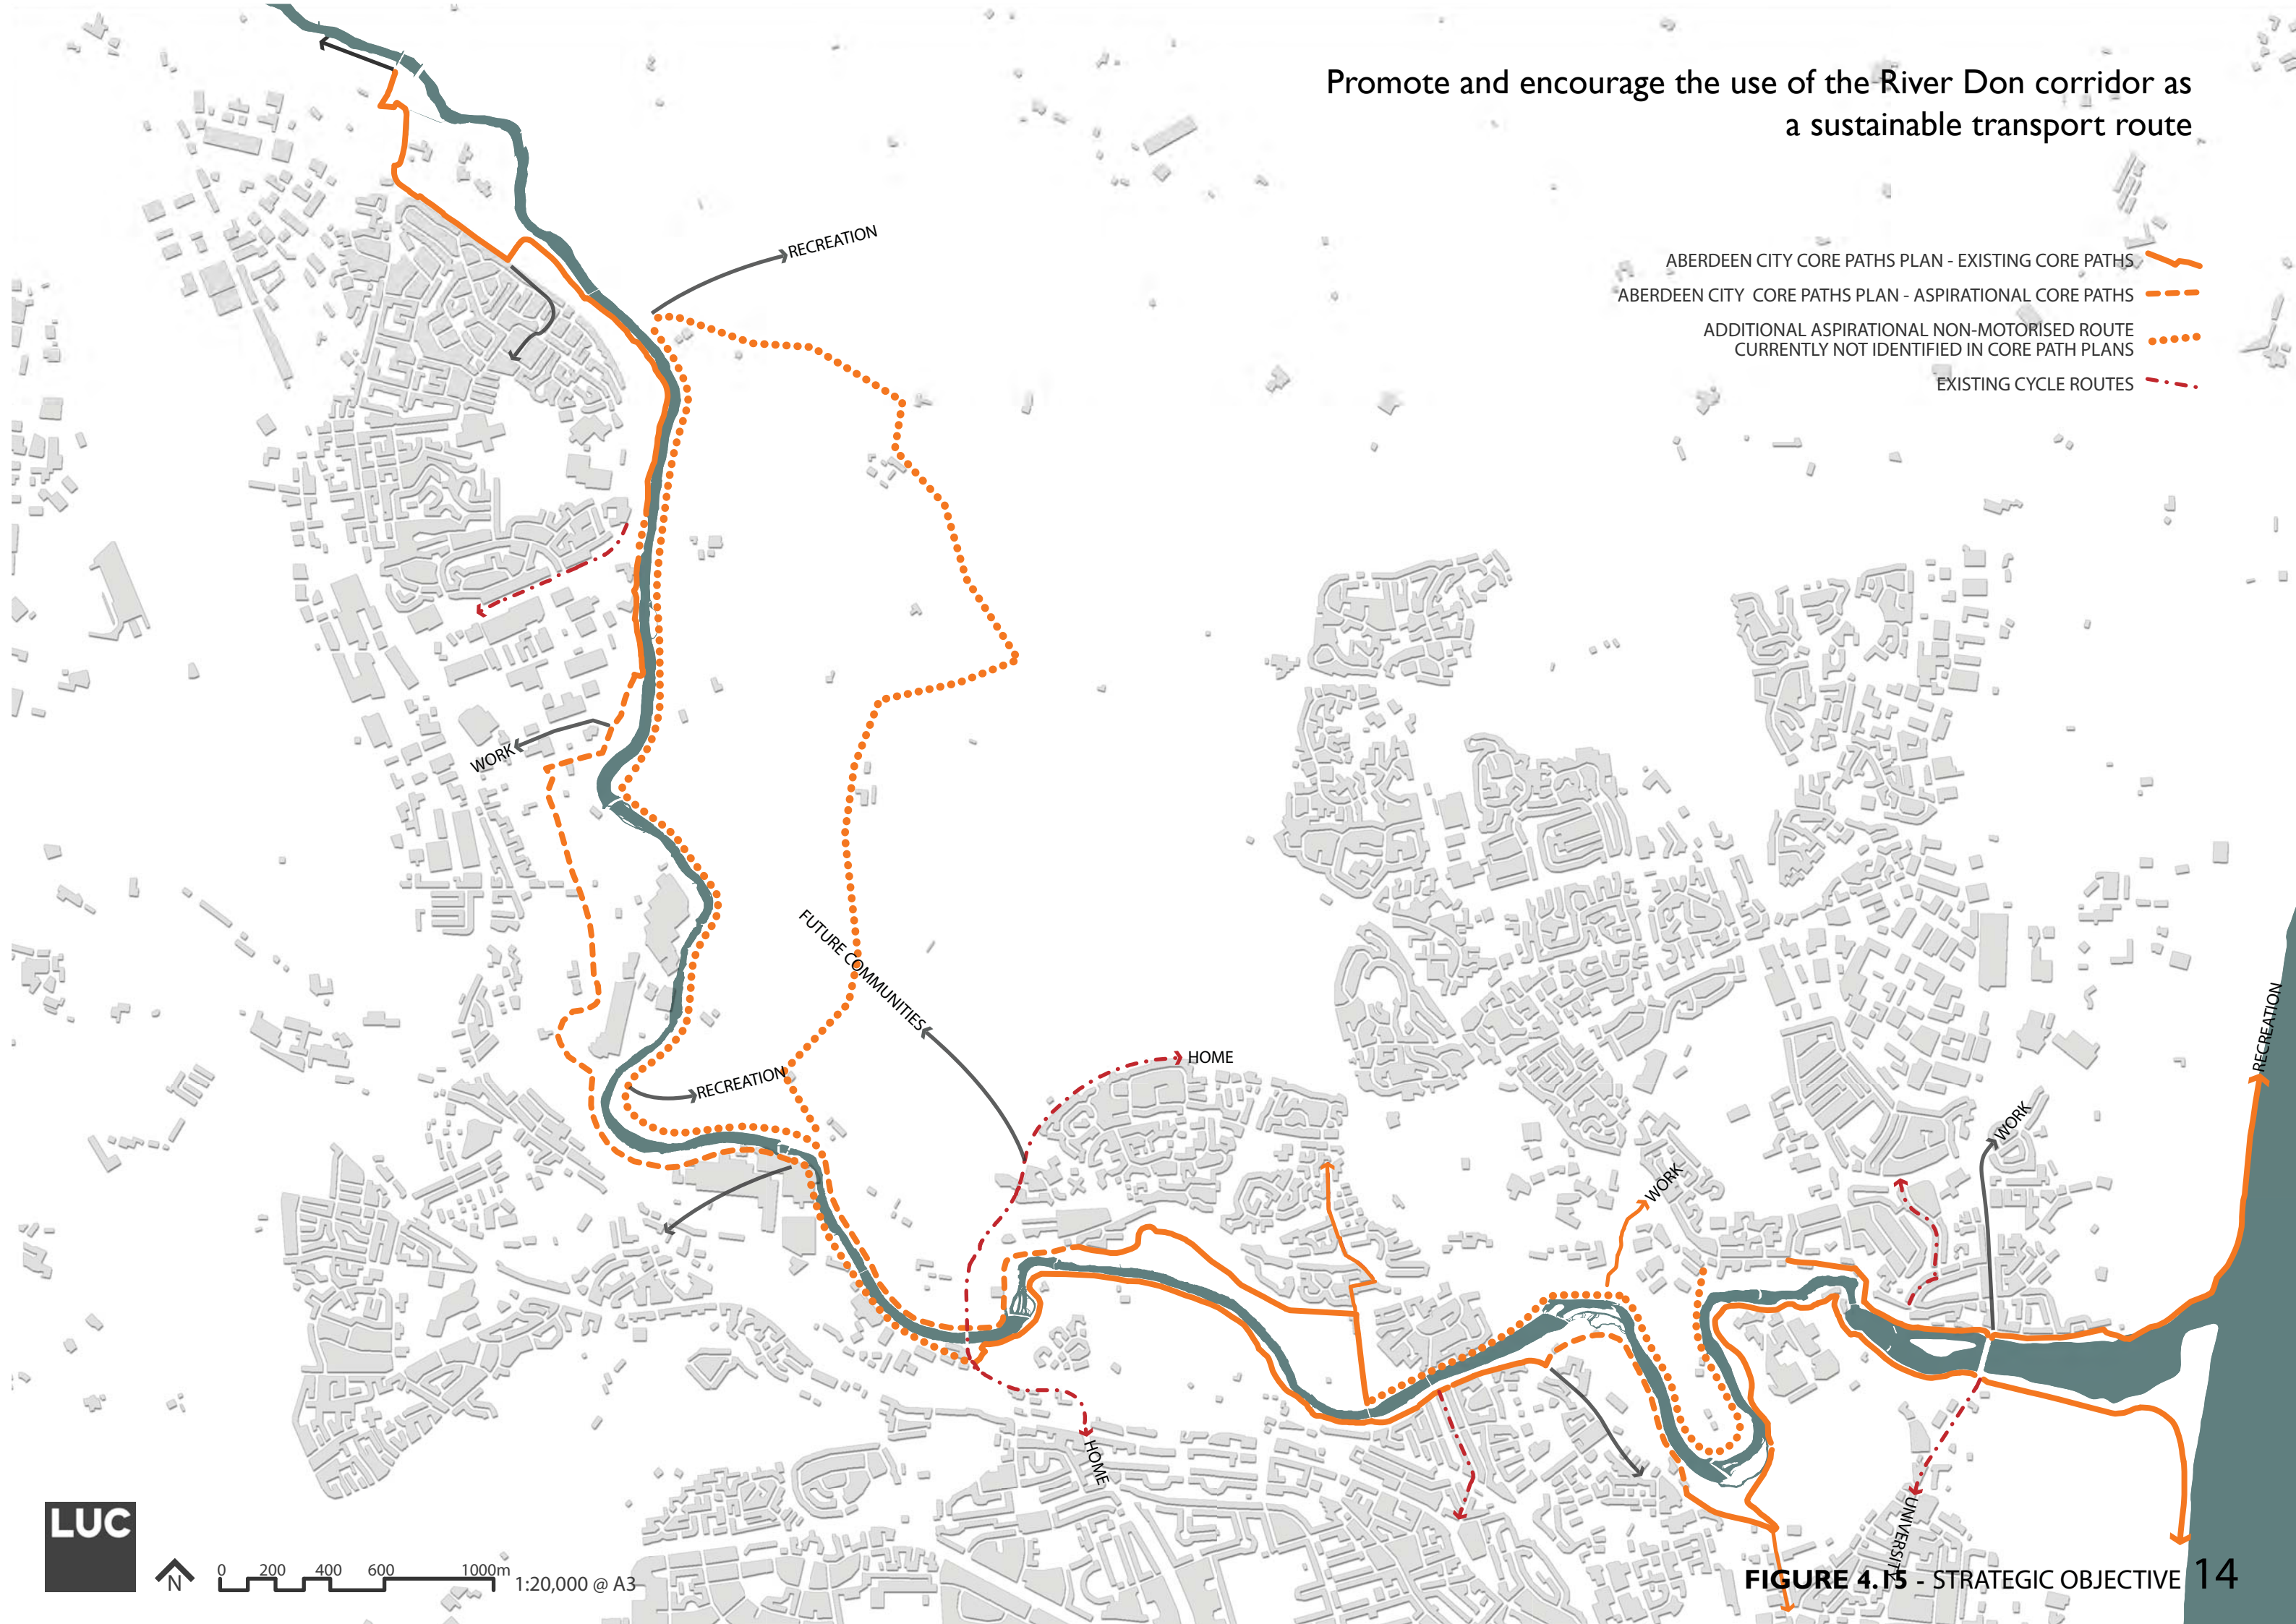 Promote and encourage the use of the River Don corridor as
a sustainable transport route
ABERDEEN CITY CORE PATHS PLAN - EXISTING CORE PATHS
ABERDEEN CITY CORE PATHS PLAN - ASPIRATIONAL CORE PATHS
ADDITIONAL ASPIRATIONAL NON-MOTORISED ROUTE
CURRENTLY NOT IDENTIFIED IN CORE PATH PLANS
EXISTING CYCLE ROUTES
RECREATION
WORK
FUTURE COMMUNITIES
RECREATION
HOME
RECREATION
WORK
WORK
HOME
UNIVERSITY
LUC
N
0 200 400 600 1000m
1:20,000 @ A3
FIGURE 4.15 - STRATEGIC OBJECTIVE 14